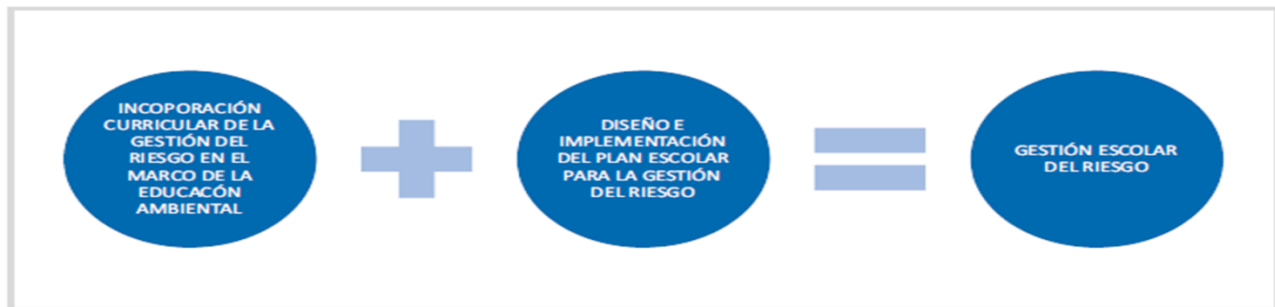 INCOPORACIÓN
CURRICULAR DE LA
GESTIÓN DEL
RIESGO EN EL
MARCO DE LA
EDUCACÓN
AMBIENTAL
DISEÑO E
IMPLEMENTACIÓN
DEL PLAN ESCOLAR
PARA LA GESTIÓN
DEL RIESGO
GESTIÓN ESCOLAR
DEL RIESGO